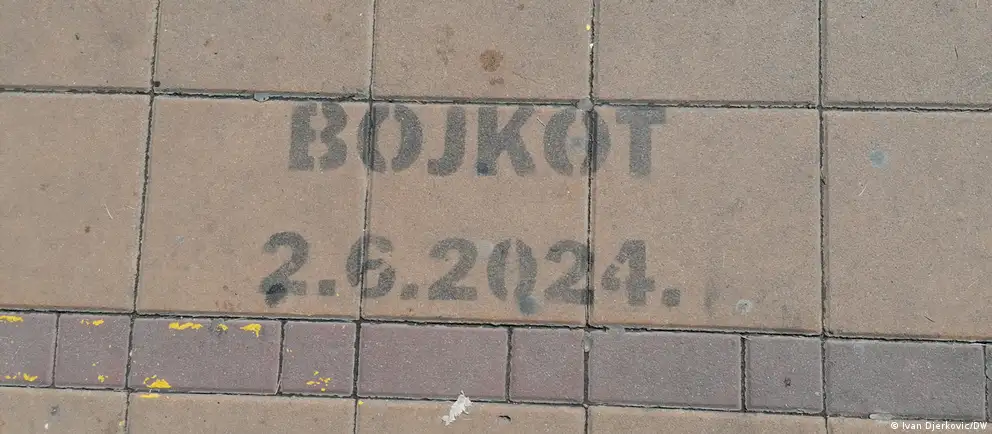 BOJKOT
2.6.2024.
© Ivan Djerkovic/DW